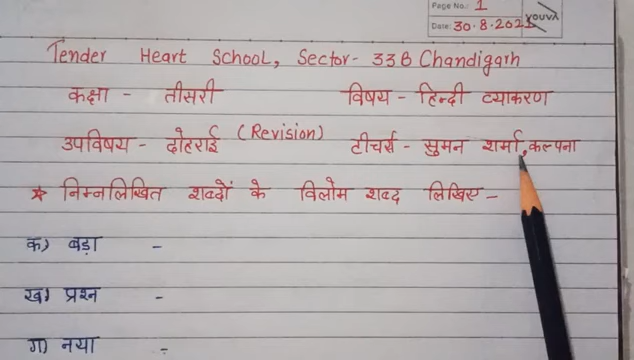 Page No.: 1
Date: 30.8.2021
YOUVA
Tender Heart School, Sector - 33B Chandigarh
कक्षा - तीसरी विषय - हिन्दी व्याकरण
उपविषय - दोहराई (Revision) टीचर्स - सुमन शर्मा, कल्पना
* निम्नलिखित शब्दों के विलोम शब्द लिखिए -
क) बड़ा -
ख) प्रश्न -
ग) नया -